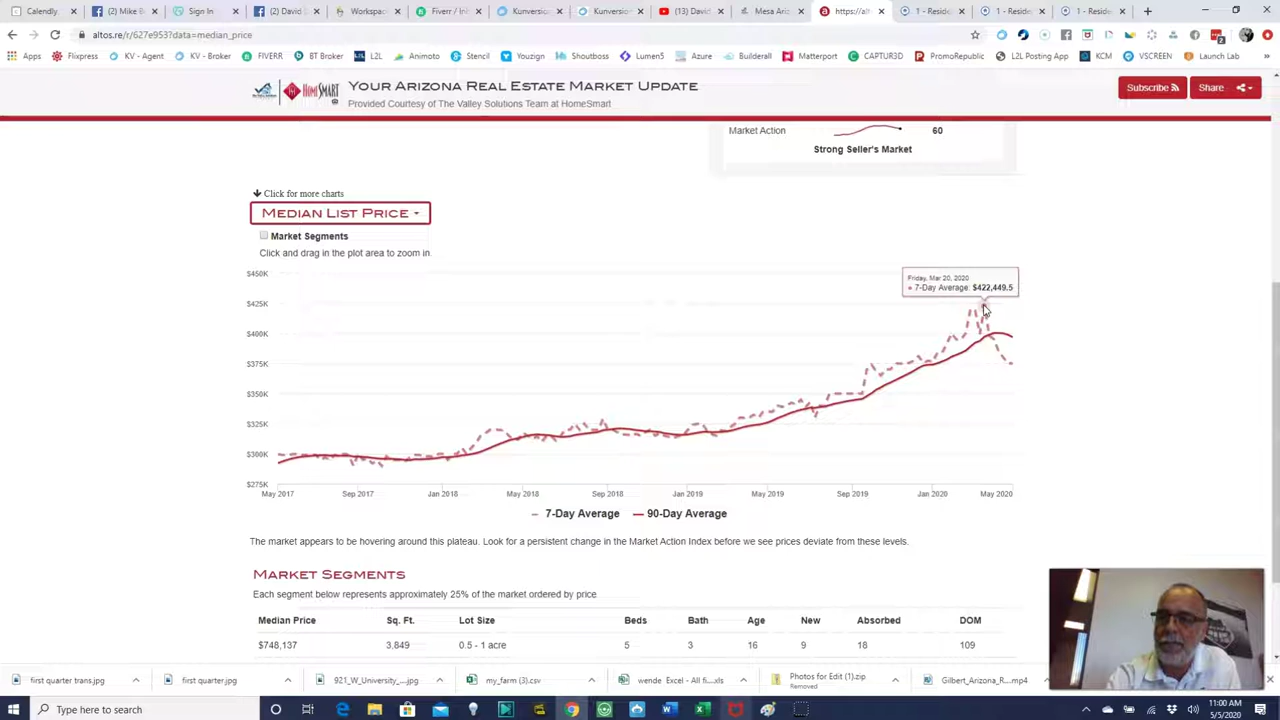 Calendly. × f (2) Mike B × Sign In × f (3) David × Workspac × Fiverr / In × Kunversion × Kunversion × (13) David × Mesa Ariz × https://alt × 1 - Reside × 1 - Reside × 1 - Reside × +
altos.re/r/627e953?data=median_price
Apps Flixpress KV - Agent KV - Broker FIVERR BT Broker L2L Animoto Stencil Youzign Shoutboss Lumen5 Azure Builderall Matterport CAPTUR3D PromoRepublic L2L Posting App KCM VSCREEN Launch Lab »
HOMESMART YOUR ARIZONA REAL ESTATE MARKET UPDATE
Provided Courtesy of The Valley Solutions Team at HomeSmart
Subscribe Share
Market Action 60
Strong Seller's Market
Click for more charts
MEDIAN LIST PRICE
Market Segments
Click and drag in the plot area to zoom in
$450K
$425K
$400K
$375K
$350K
$325K
$300K
$275K
Friday, Mar 20, 2020
7-Day Average: $422,449.5
May 2017 Sep 2017 Jan 2018 May 2018 Sep 2018 Jan 2019 May 2019 Sep 2019 Jan 2020 May 2020
7-Day Average 90-Day Average
The market appears to be hovering around this plateau. Look for a persistent change in the Market Action Index before we see prices deviate from these levels.
MARKET SEGMENTS
Each segment below represents approximately 25% of the market ordered by price
Median Price Sq. Ft. Lot Size Beds Bath Age New Absorbed DOM
$748,137 3,849 0.5 - 1 acre 5 3 16 9 18 109
first quarter trans.jpg first quarter.jpg 921_W_University_....jpg my_farm (3).csv wende Excel - All fi....xls Photos for Edit (1).zip Gilbert_Arizona_R....mp4
Removed
Type here to search
11:00 AM
5/5/2020